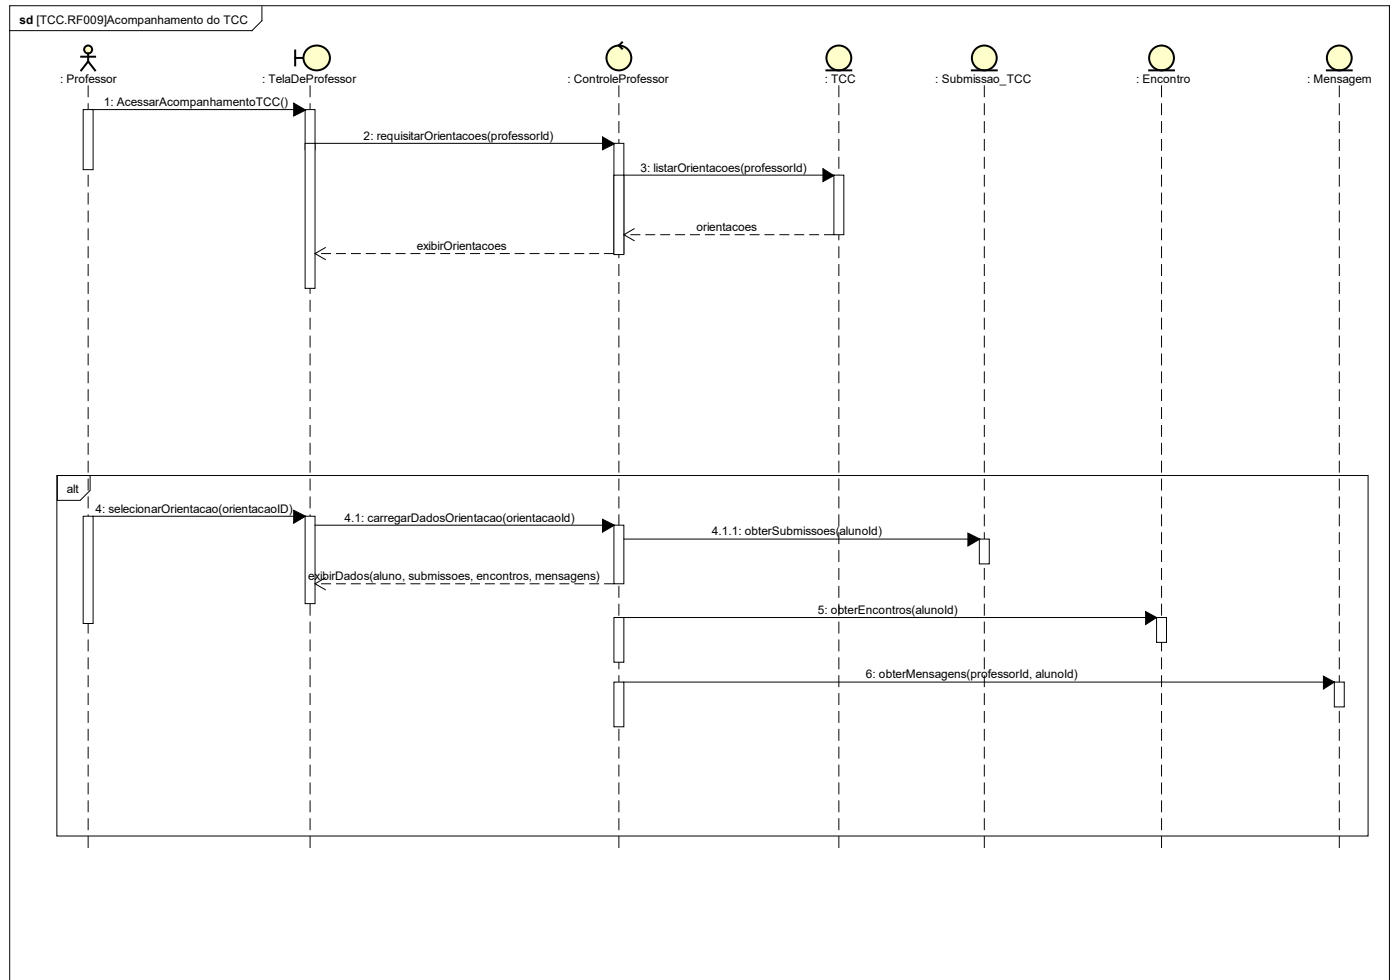 sd [TCC.RF009]Acompanhamento do TCC
: Professor
: TelaDeProfessor
: ControleProfessor
: TCC
: Submissao_TCC
: Encontro
: Mensagem
1: AcessarAcompanhamentoTCC()
2: requisitarOrientacoes(professorId)
3: listarOrientacoes(professorId)
orientacoes
exibirOrientacoes
alt
4: selecionarOrientacao(orientacaoID)
4.1: carregarDadosOrientacao(orientacaoId)
4.1.1: obterSubmissoes(alunoId)
exibirDados(aluno, submissoes, encontros, mensagens)
5: obterEncontros(alunoId)
6: obterMensagens(professorId, alunoId)